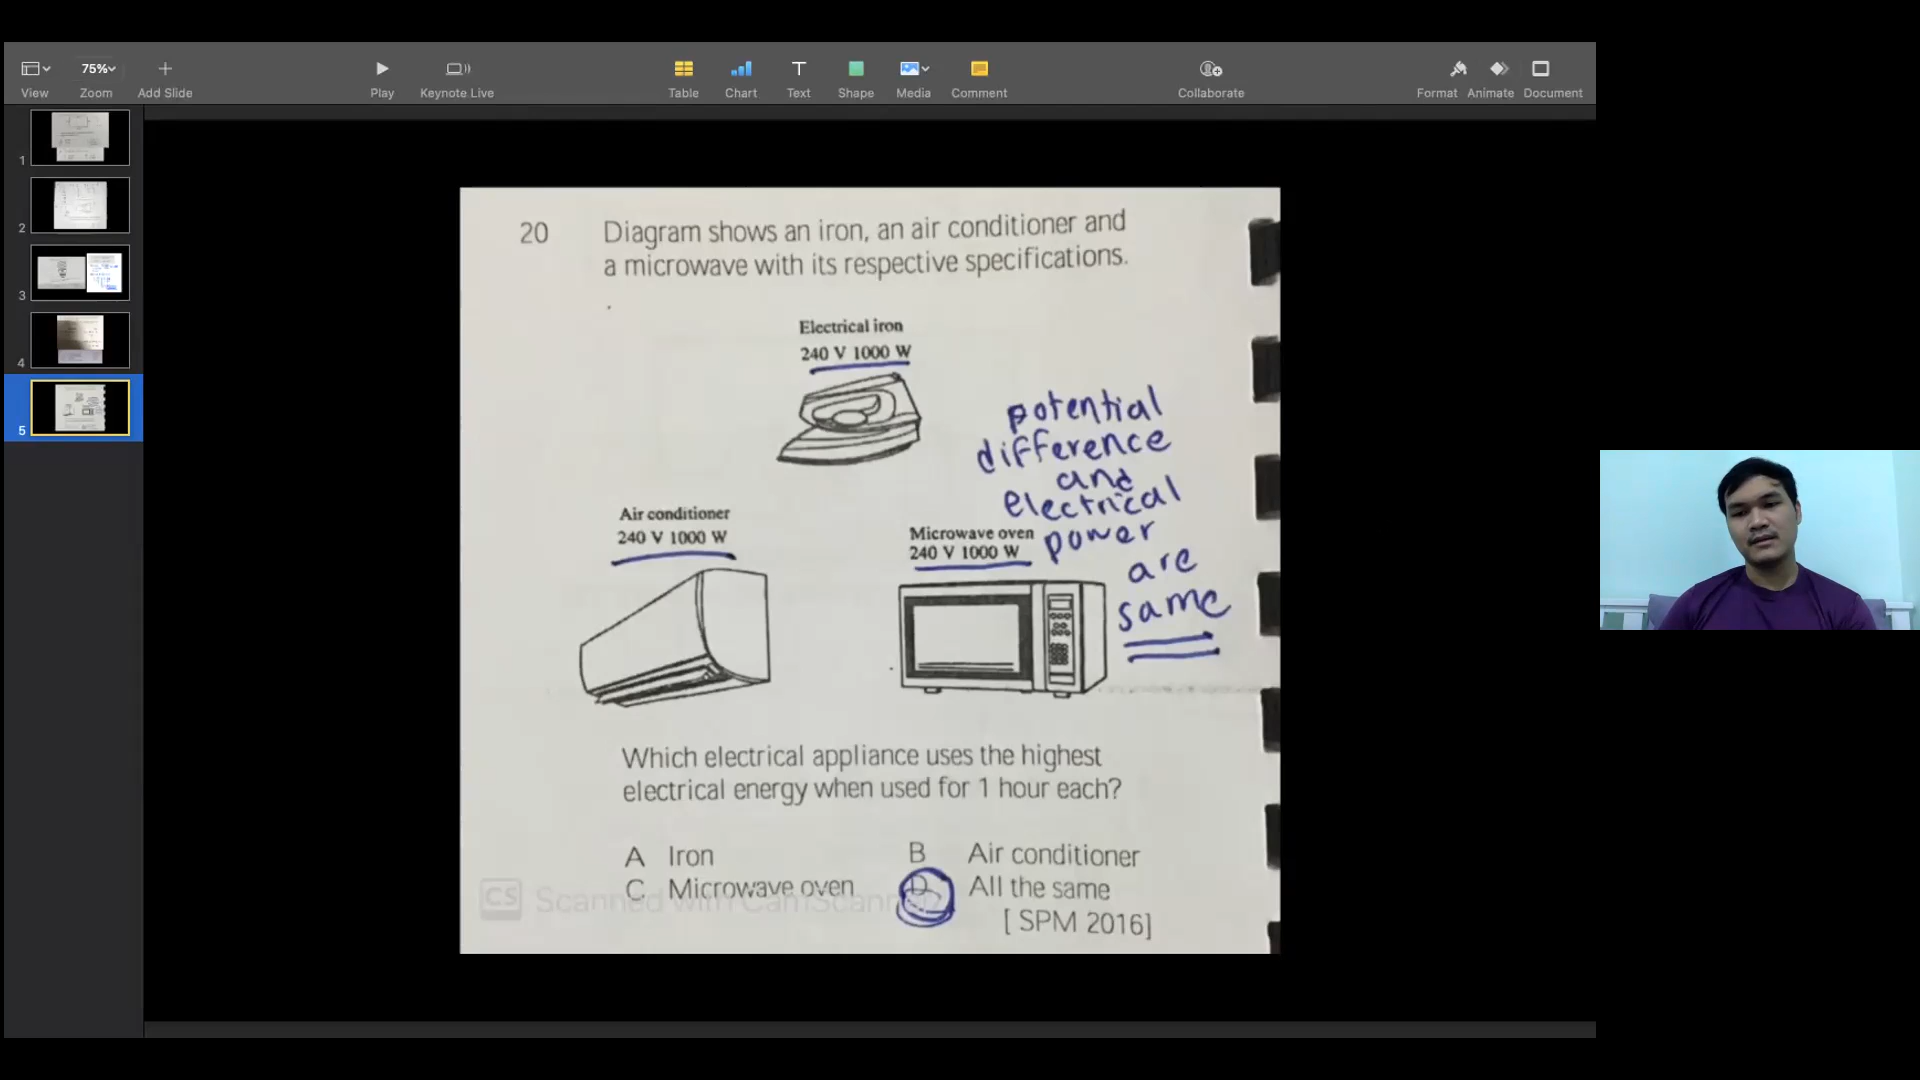 75%
View
Zoom
Add Slide
Play
Keynote Live
Table
Chart
Text
Shape
Media
Comment
Collaborate
Format
Animate
Document
1
2
3
4
5
20 Diagram shows an iron, an air conditioner and
a microwave with its respective specifications.
Electrical iron
240 V 1000 W
potential
difference
and
electrical
power
are
same
Air conditioner
240 V 1000 W
Microwave oven
240 V 1000 W
Which electrical appliance uses the highest
electrical energy when used for 1 hour each?
A Iron
B Air conditioner
C Microwave oven
D All the same
[ SPM 2016]
CS Scanned with CamScanner